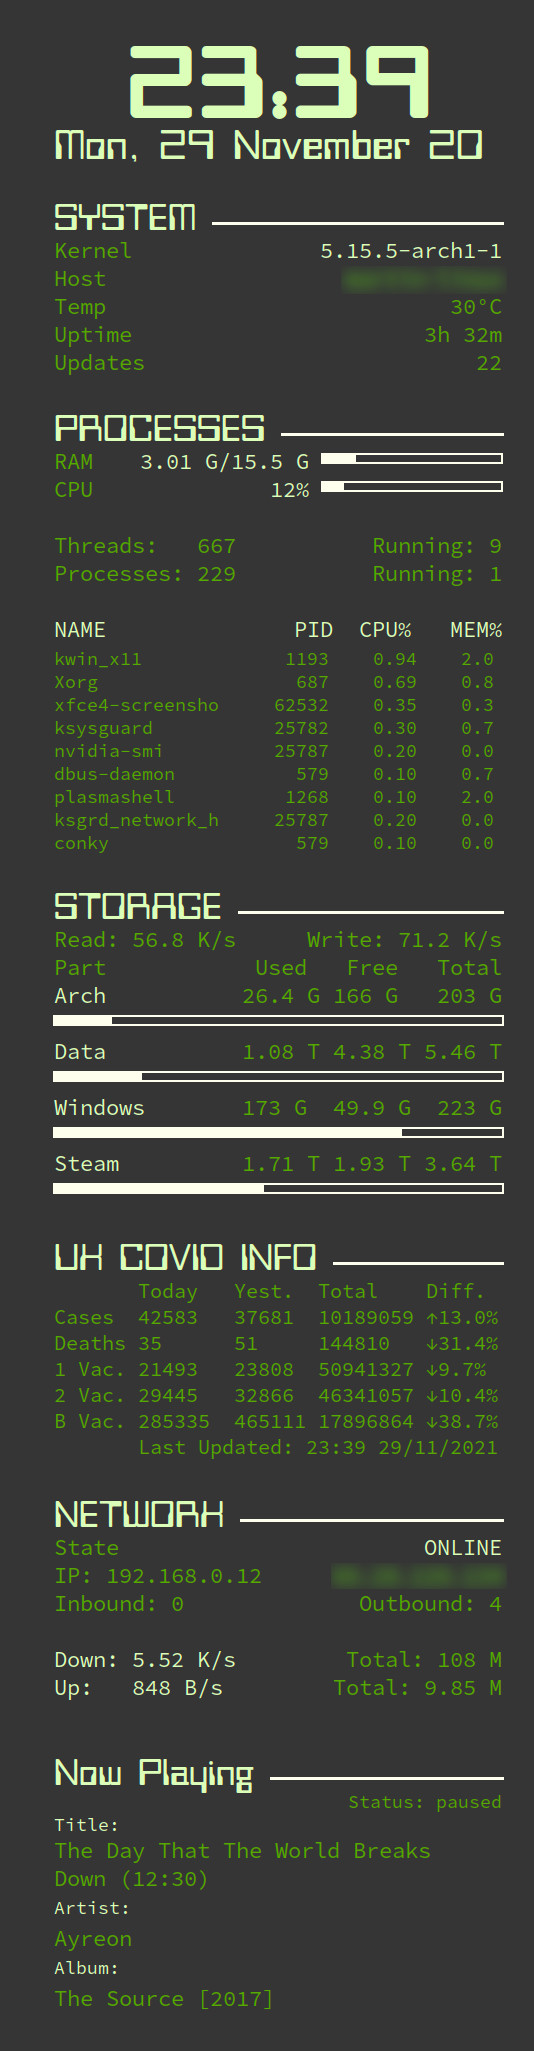 23:39
Mon, 29 November 20
SYSTEM
Kernel 5.15.5-arch1-1
Host
Temp 30°C
Uptime 3h 32m
Updates 22
PROCESSES
RAM 3.01 G/15.5 G
CPU 12%
Threads: 667 Running: 9
Processes: 229 Running: 1
NAME PID CPU% MEM%
kwin_x11 1193 0.94 2.0
Xorg 687 0.69 0.8
xfce4-screensho 62532 0.35 0.3
ksysguard 25782 0.30 0.7
nvidia-smi 25787 0.20 0.0
dbus-daemon 579 0.10 0.7
plasmashell 1268 0.10 2.0
ksgrd_network_h 25787 0.20 0.0
conky 579 0.10 0.0
STORAGE
Read: 56.8 K/s Write: 71.2 K/s
Part Used Free Total
Arch 26.4 G 166 G 203 G
Data 1.08 T 4.38 T 5.46 T
Windows 173 G 49.9 G 223 G
Steam 1.71 T 1.93 T 3.64 T
UK COVID INFO
Today Yest. Total Diff.
Cases 42583 37681 10189059 ↑13.0%
Deaths 35 51 144810 ↓31.4%
1 Vac. 21493 23808 50941327 ↓9.7%
2 Vac. 29445 32866 46341057 ↓10.4%
B Vac. 285335 465111 17896864 ↓38.7%
Last Updated: 23:39 29/11/2021
NETWORK
State ONLINE
IP: 192.168.0.12
Inbound: 0 Outbound: 4
Down: 5.52 K/s Total: 108 M
Up: 848 B/s Total: 9.85 M
Now Playing
Status: paused
Title:
The Day That The World Breaks
Down (12:30)
Artist:
Ayreon
Album:
The Source [2017]